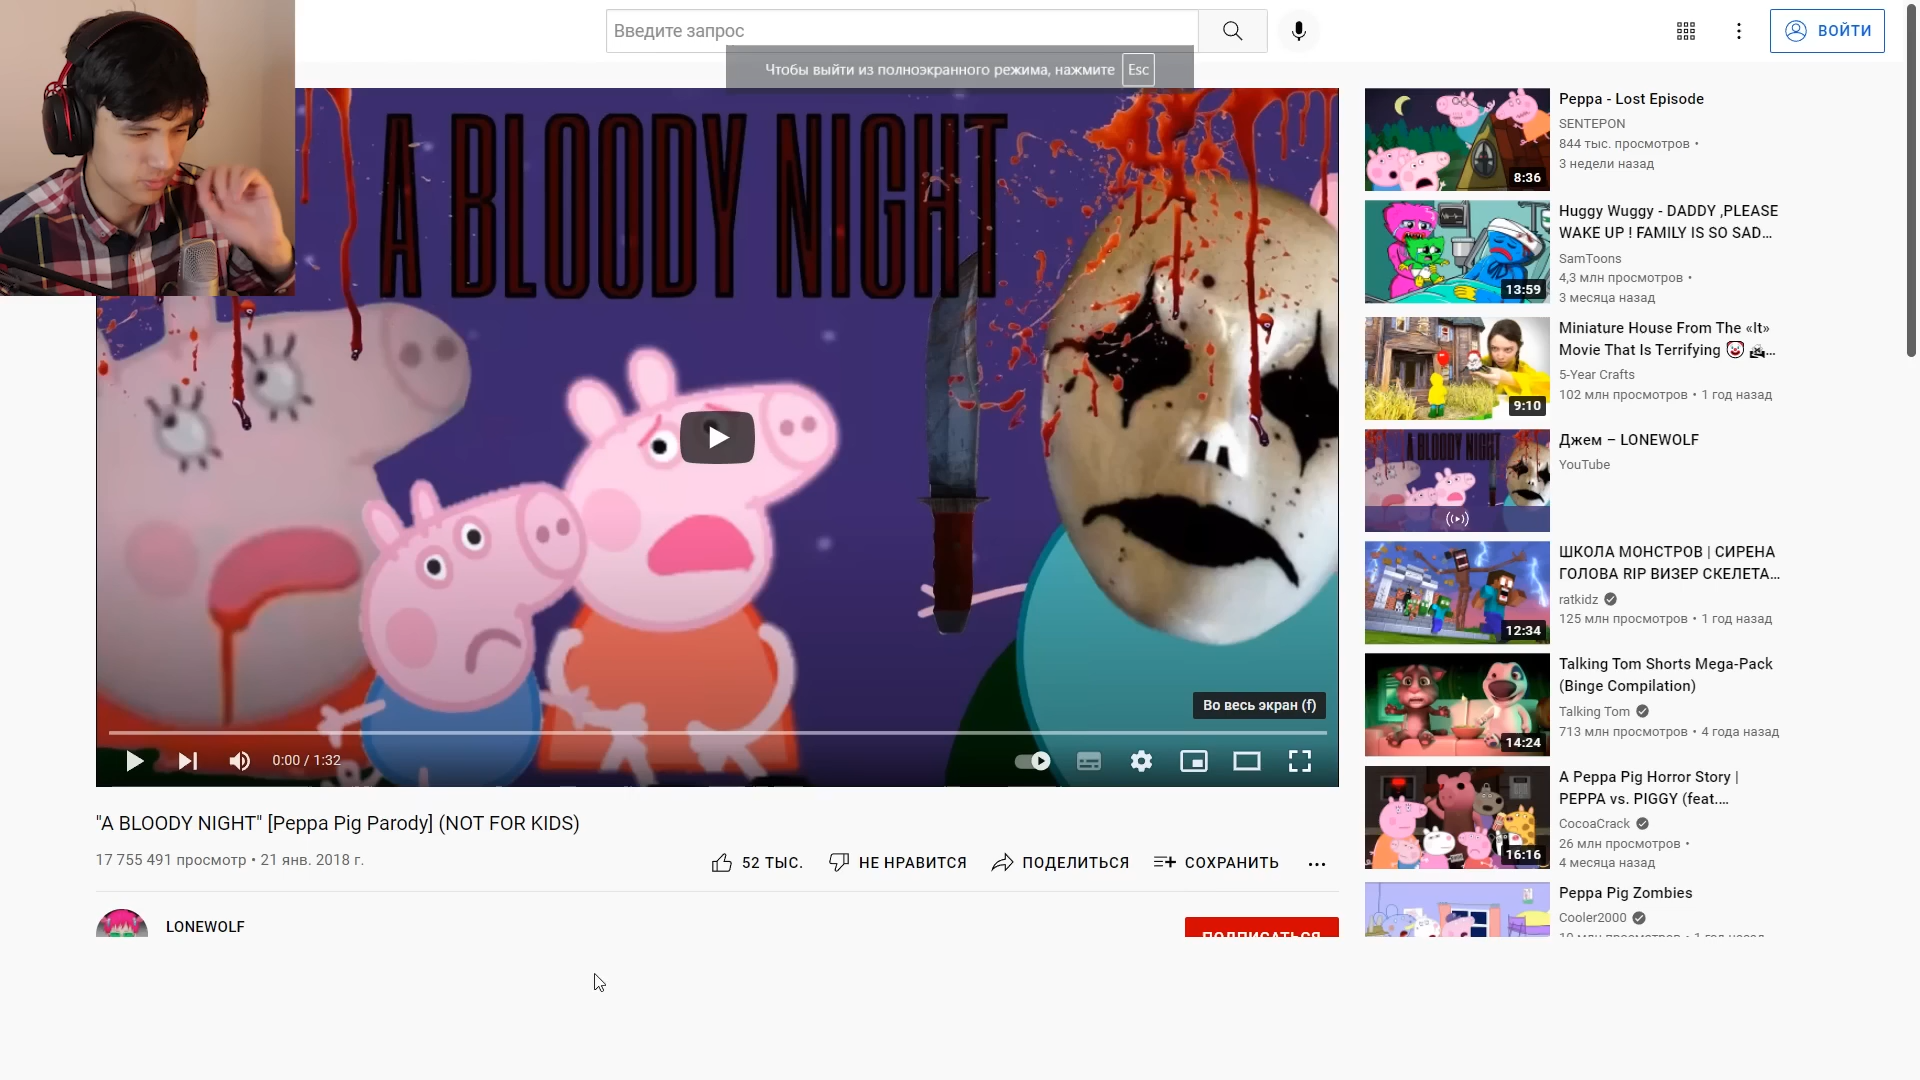 Введите запрос
Чтобы выйти из полноэкранного режима, нажмите Esc
ВОЙТИ
A BLOODY NIGHT
Во весь экран (f)
0:00 / 1:32
"A BLOODY NIGHT" [Peppa Pig Parody] (NOT FOR KIDS)
17 755 491 просмотр • 21 янв. 2018 г.
52 ТЫС.
НЕ НРАВИТСЯ
ПОДЕЛИТЬСЯ
СОХРАНИТЬ
LONEWOLF
ПОДПИСАТЬСЯ
Peppa - Lost Episode
SENTEPON
844 тыс. просмотров •
3 недели назад
8:36
Huggy Wuggy - DADDY ,PLEASE
WAKE UP ! FAMILY IS SO SAD...
SamToons
4,3 млн просмотров •
3 месяца назад
13:59
Miniature House From The «It»
Movie That Is Terrifying 🤡 ...
5-Year Crafts
102 млн просмотров • 1 год назад
9:10
A BLOODY NIGHT
Джем – LONEWOLF
YouTube
ШКОЛА МОНСТРОВ | СИРЕНА
ГОЛОВА RIP ВИЗЕР СКЕЛЕТА...
ratkidz
125 млн просмотров • 1 год назад
12:34
Talking Tom Shorts Mega-Pack
(Binge Compilation)
Talking Tom
713 млн просмотров • 4 года назад
14:24
A Peppa Pig Horror Story |
PEPPA vs. PIGGY (feat....
CocoaCrack
26 млн просмотров •
4 месяца назад
16:16
Peppa Pig Zombies
Cooler2000